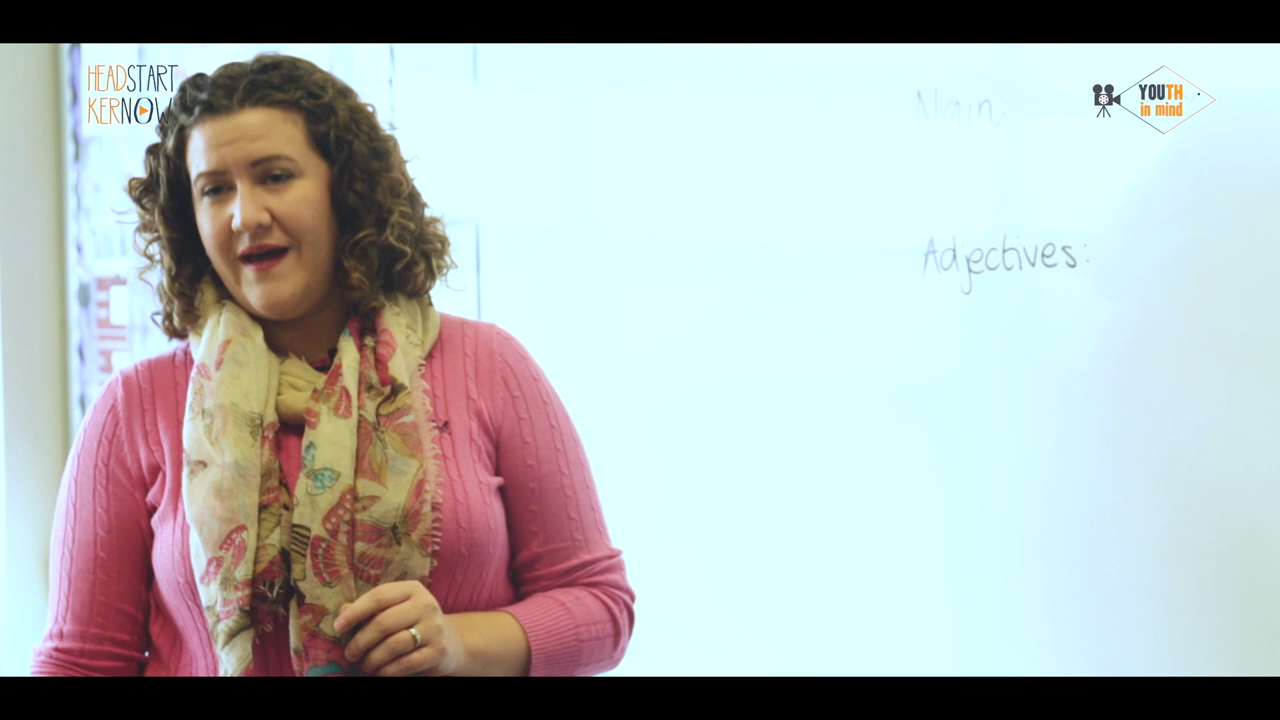 HEADSTART
KERNOW
YOUTH
in mind
Noun:
Adjectives: